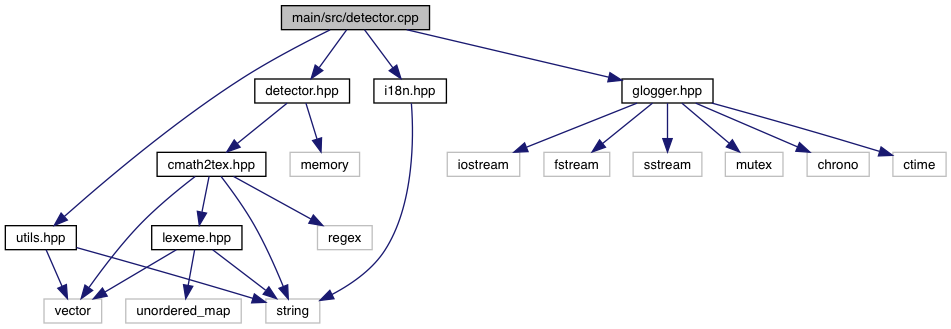 main/src/detector.cpp
detector.hpp
i18n.hpp
glogger.hpp
cmath2tex.hpp
memory
iostream
fstream
sstream
mutex
chrono
ctime
utils.hpp
lexeme.hpp
regex
vector
unordered_map
string